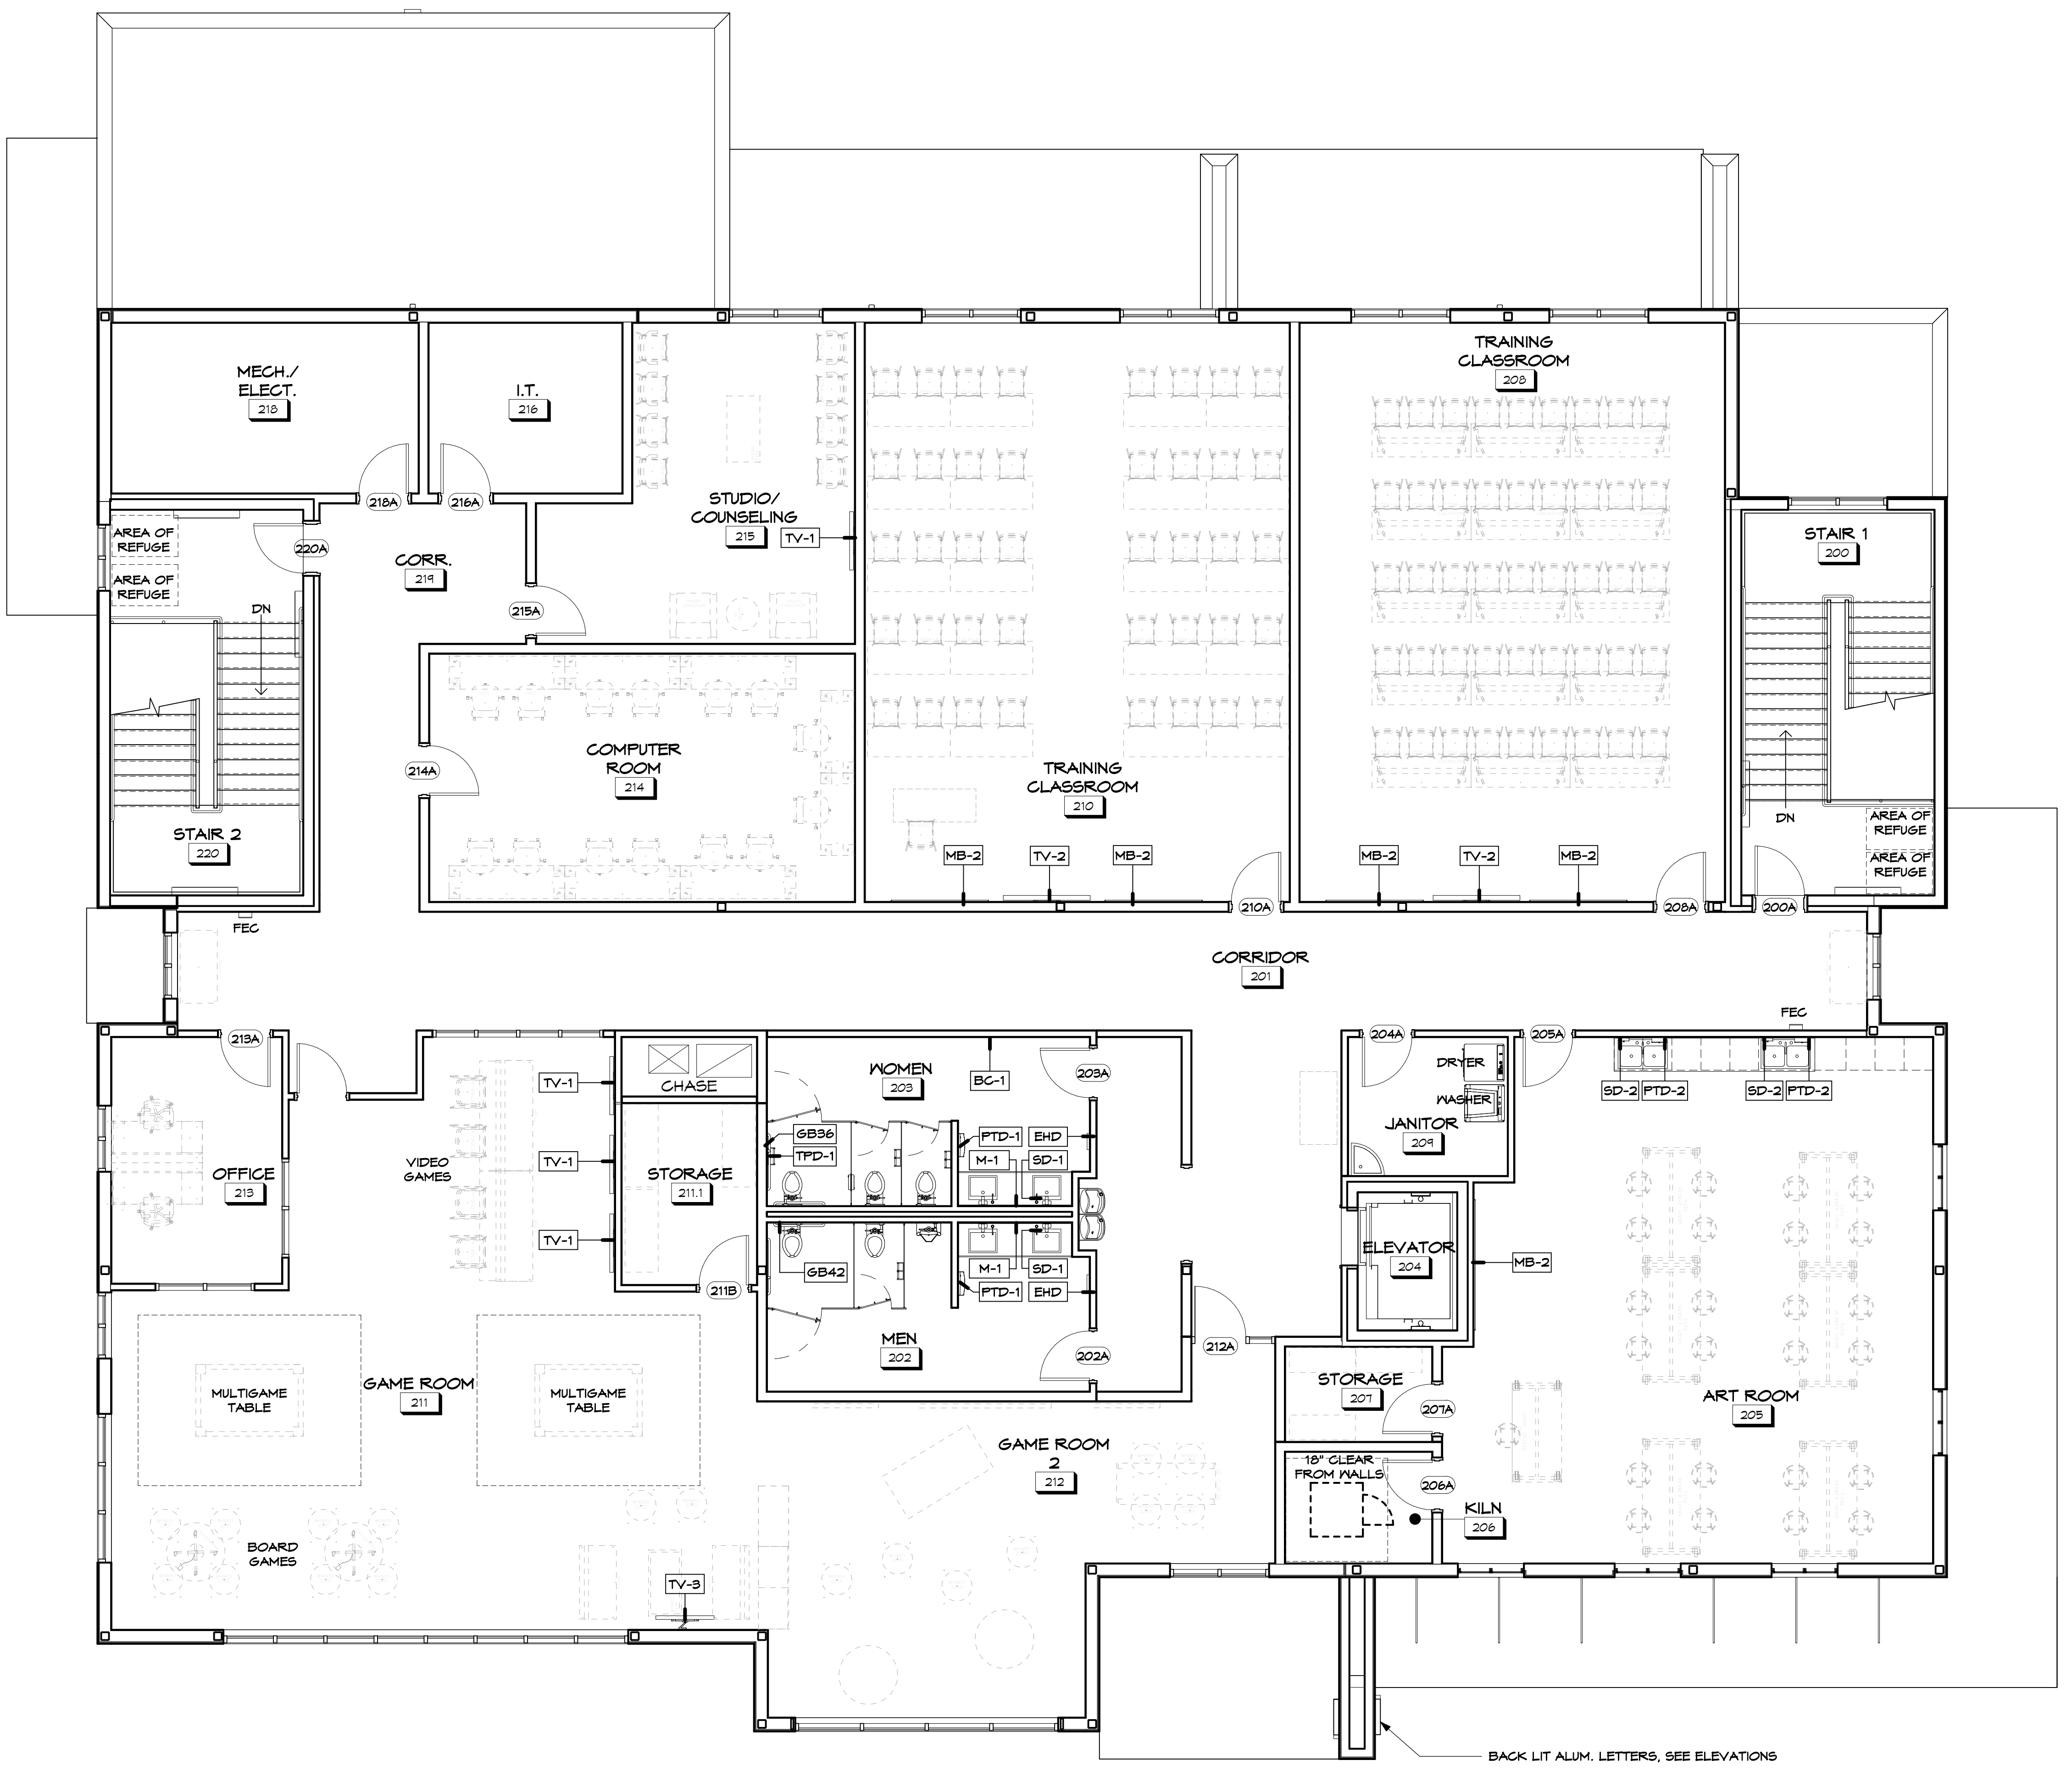 TRAINING
CLASSROOM
208
MECH./
ELECT.
218
I.T.
216
STUDIO/
COUNSELING
215
TV-1
218A
216A
AREA OF
REFUGE
AREA OF
REFUGE
220A
CORR.
219
DN
215A
STAIR 1
200
COMPUTER
ROOM
214
214A
TRAINING
CLASSROOM
210
STAIR 2
220
DN
AREA OF
REFUGE
AREA OF
REFUGE
MB-2
TV-2
MB-2
MB-2
TV-2
MB-2
210A
208A
200A
FEC
CORRIDOR
201
FEC
213A
204A
205A
TV-1
CHASE
WOMEN
203
BC-1
203A
DRYER
WASHER
JANITOR
209
SD-2
PTD-2
SD-2
PTD-2
OFFICE
213
VIDEO
GAMES
TV-1
STORAGE
211.1
GB36
TPD-1
PTD-1
EHD
M-1
SD-1
TV-1
GB42
M-1
SD-1
PTD-1
EHD
ELEVATOR
204
MB-2
211B
MEN
202
202A
212A
GAME ROOM
211
MULTIGAME
TABLE
MULTIGAME
TABLE
STORAGE
207
207A
ART ROOM
205
GAME ROOM
2
212
18" CLEAR
FROM WALLS
206A
KILN
206
BOARD
GAMES
TV-3
BACK LIT ALUM. LETTERS, SEE ELEVATIONS